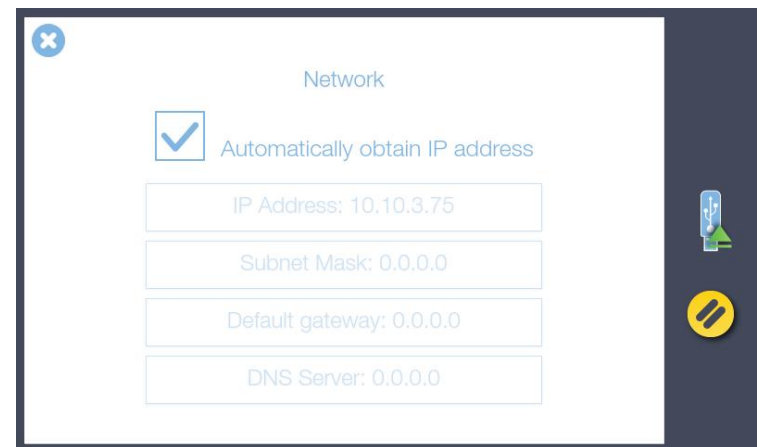 Network
Automatically obtain IP address
IP Address: 10.10.3.75
Subnet Mask: 0.0.0.0
Default gateway: 0.0.0.0
DNS Server: 0.0.0.0